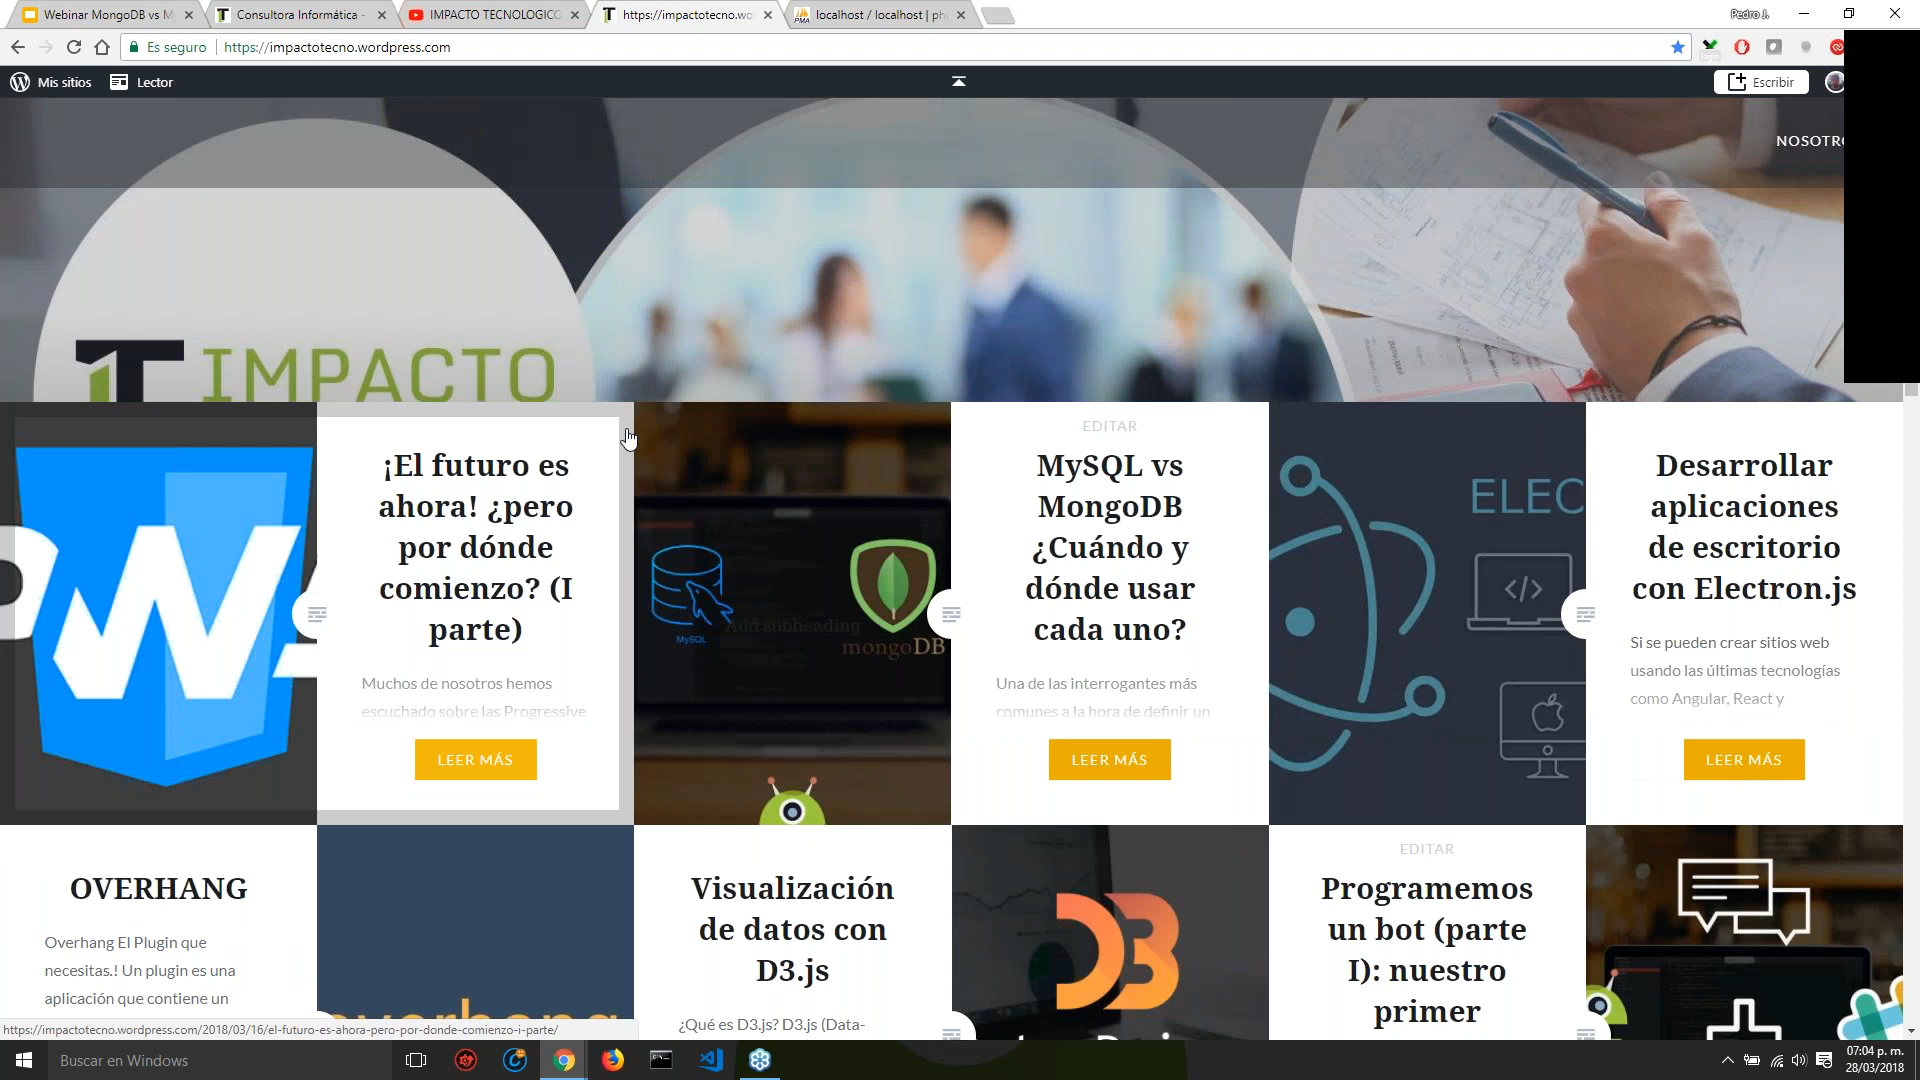 Webinar MongoDB vs M
Consultora Informática -
IMPACTO TECNOLOGICO
https://impactotecno.wo
localhost / localhost | ph
Pedro J.
Es seguro
https://impactotecno.wordpress.com
Mis sitios
Lector
Escribir
NOSOTRO
IMPACTO
EDITAR
¡El futuro es
ahora! ¿pero
por dónde
comienzo? (I
parte)
Muchos de nosotros hemos
escuchado sobre las Progressive
LEER MÁS
MySQL
Add subheading
mongoDB
MySQL vs
MongoDB
¿Cuándo y
dónde usar
cada uno?
Una de las interrogantes más
comunes a la hora de definir un
LEER MÁS
ELEC
</>
Desarrollar
aplicaciones
de escritorio
con Electron.js
Si se pueden crear sitios web
usando las últimas tecnologías
como Angular, React y
LEER MÁS
OVERHANG
Overhang El Plugin que
necesitas.! Un plugin es una
aplicación que contiene un
overhang
Visualización
de datos con
D3.js
¿Qué es D3.js? D3.js (Data-
D3
EDITAR
Programemos
un bot (parte
I): nuestro
primer
https://impactotecno.wordpress.com/2018/03/16/el-futuro-es-ahora-pero-por-donde-comienzo-i-parte/
Buscar en Windows
07:04 p. m.
28/03/2018